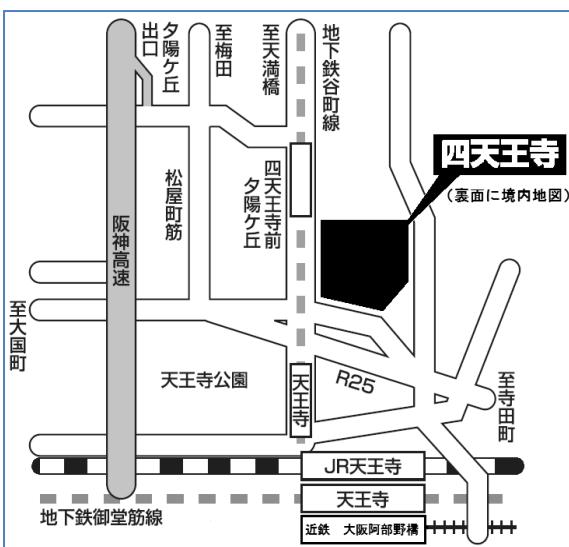 夕陽ケ丘
出口
至梅田
至天満橋
地下鉄谷町線
四天王寺
(裏面に境内地図)
松屋町筋
四天王寺前
夕陽ケ丘
阪神高速
至大国町
天王寺公園
天王寺
R25
至寺田町
JR天王寺
天王寺
地下鉄御堂筋線
近鉄 大阪阿部野橋